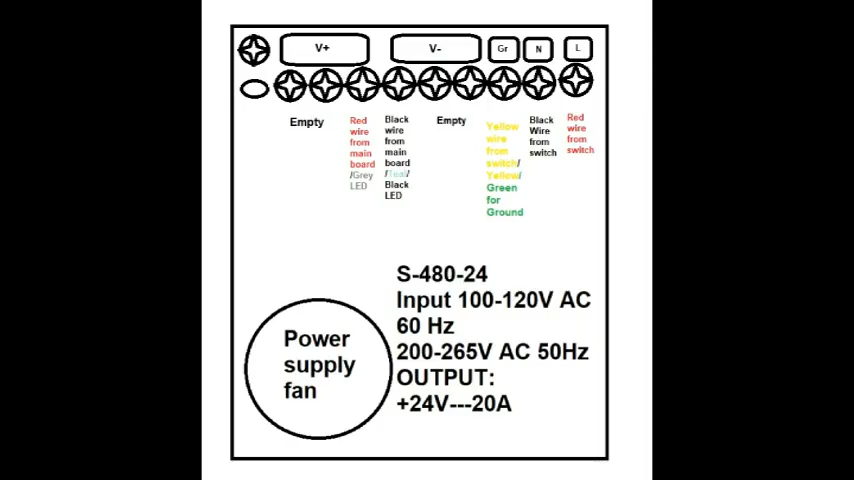 V+ V- Gr N L
Empty
Red
wire
from
main
board
/Grey
LED
Black
wire
from
main
board
/Teal/
Black
LED
Empty
Yellow
wire
from
switch/
Yellow/
Green
for
Ground
Black
Wire
from
switch
Red
wire
from
switch
S-480-24
Input 100-120V AC
60 Hz
200-265V AC 50Hz
OUTPUT:
+24V---20A
Power
supply
fan